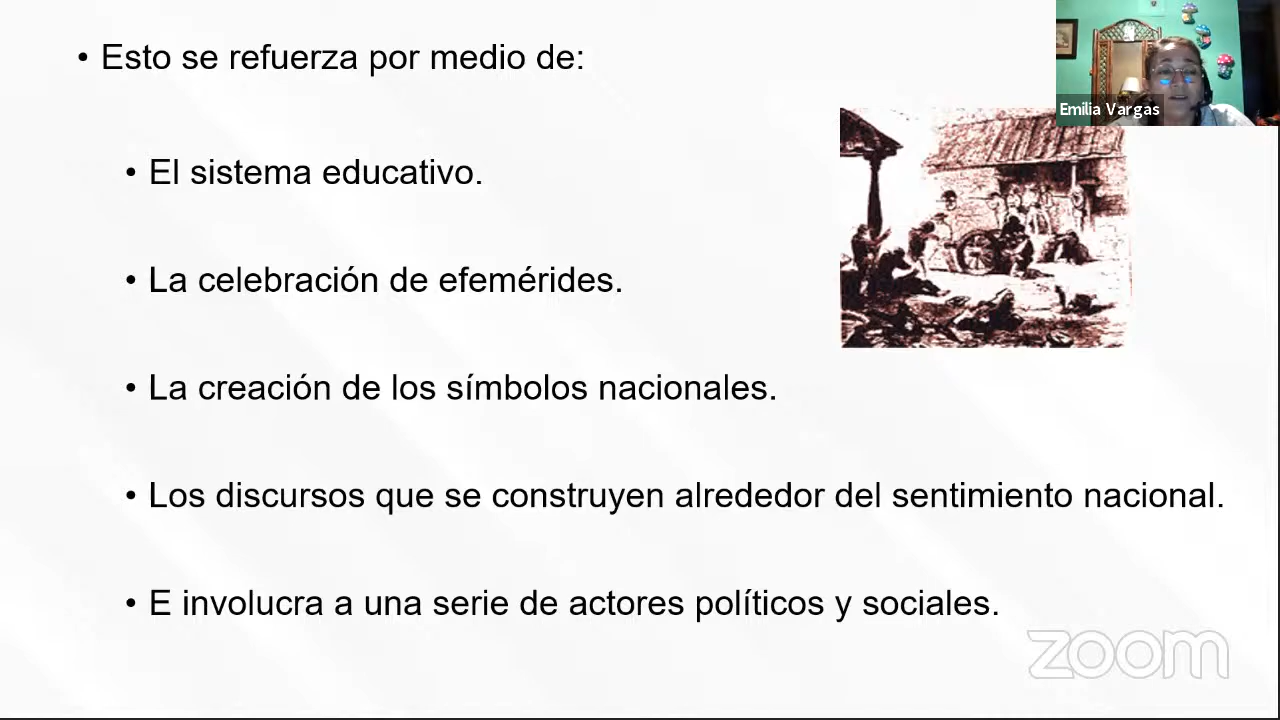 • Esto se refuerza por medio de:
Emilia Vargas
• El sistema educativo.
• La celebración de efemérides.
• La creación de los símbolos nacionales.
• Los discursos que se construyen alrededor del sentimiento nacional.
• E involucra a una serie de actores políticos y sociales.
zoom